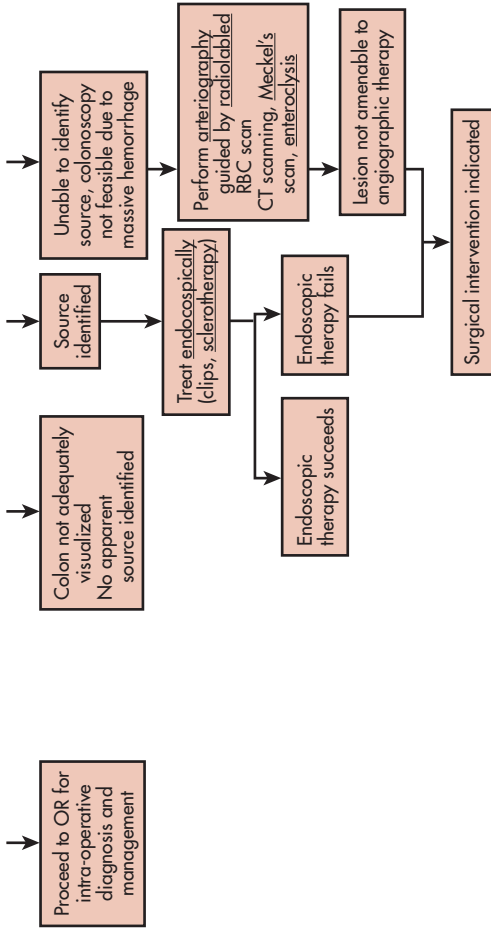 Proceed to OR for
intra-operative
diagnosis and
management
Colon not adequately
visualized
No apparent
source identified
Source
identified
Unable to identify
source, colonoscopy
not feasible due to
massive hemorrhage
Treat endocospically
(clips, sclerotherapy)
Perform arteriography
guided by radiolabled
RBC scan
CT scanning, Meckel's
scan, enteroclysis
Endoscopic
therapy succeeds
Endoscopic
therapy fails
Lesion not amenable to
angiographic therapy
Surgical intervention indicated